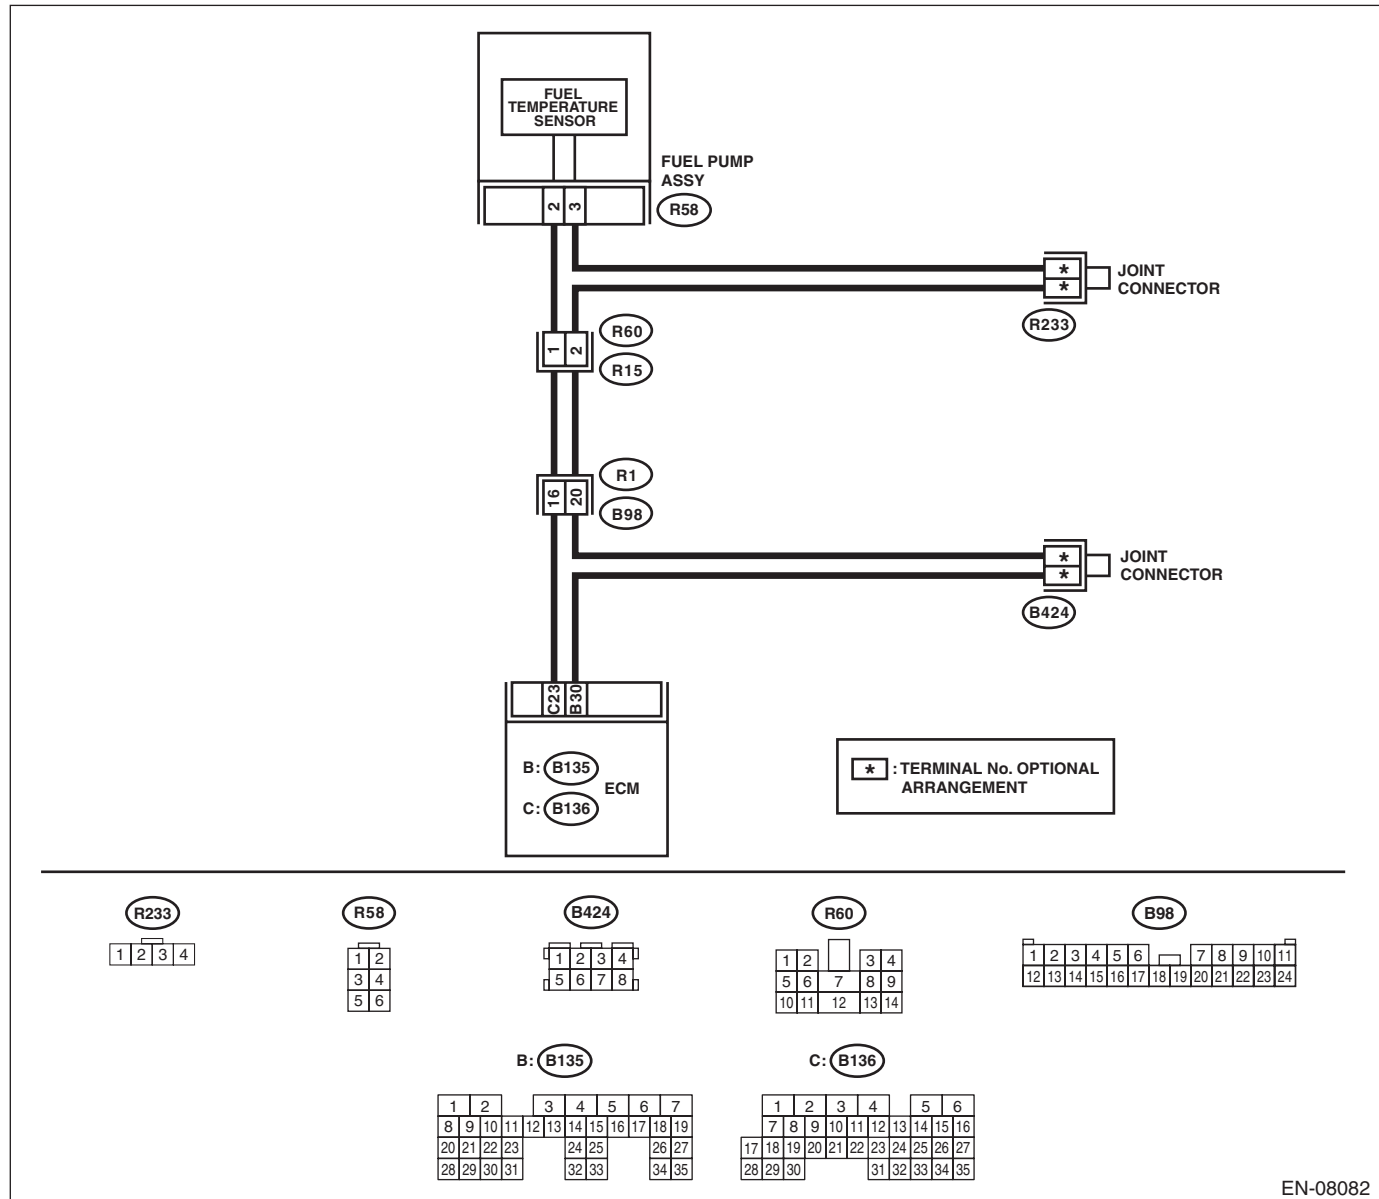 FUEL
TEMPERATURE
SENSOR
FUEL PUMP
ASSY
2 3
R58
* JOINT
* CONNECTOR
R233
1 2
R60
R15
16 20
R1
B98
* JOINT
* CONNECTOR
B424
C23 B30
B: B135
ECM
C: B136
* : TERMINAL No. OPTIONAL
ARRANGEMENT
R233
1 2 3 4
R58
1 2
3 4
5 6
B424
1 2 3 4
5 6 7 8
R60
1 2 3 4
5 6 7 8 9
10 11 12 13 14
B98
1 2 3 4 5 6 7 8 9 10 11
12 13 14 15 16 17 18 19 20 21 22 23 24
B: B135
1 2 3 4 5 6 7
8 9 10 11 12 13 14 15 16 17 18 19
20 21 22 23 24 25 26 27
28 29 30 31 32 33 34 35
C: B136
1 2 3 4 5 6
7 8 9 10 11 12 13 14 15 16
17 18 19 20 21 22 23 24 25 26 27
28 29 30 31 32 33 34 35
EN-08082